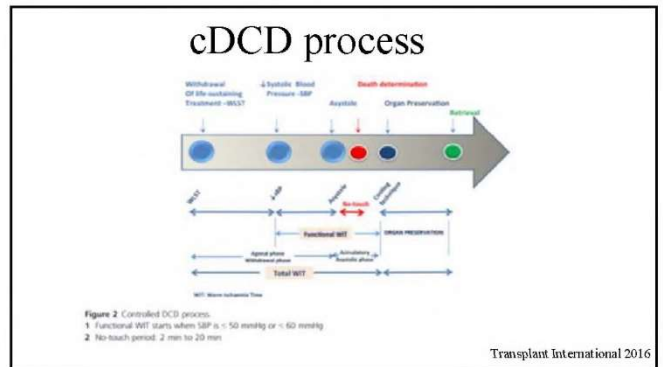 cDCD process
Withdrawal
Of life-sustaining
Treatment -WLST
↓Systolic Blood
Pressure -SBP
Asystole
Death determination
Organ Preservation
Retrieval
WLST
↓SBP
Asystole
No-touch
Cooling
technique
Functional WIT
ORGAN PRESERVATION
Agonal phase
Withdrawal phase
Acirculatory
Asystolic phase
Total WIT
WIT: Warm Ischaemia Time
Figure 2 Controlled DCD process.
1 Functional WIT starts when SBP is ≤ 50 mmHg or < 60 mmHg
2 No-touch period: 2 min to 20 min
Transplant International 2016